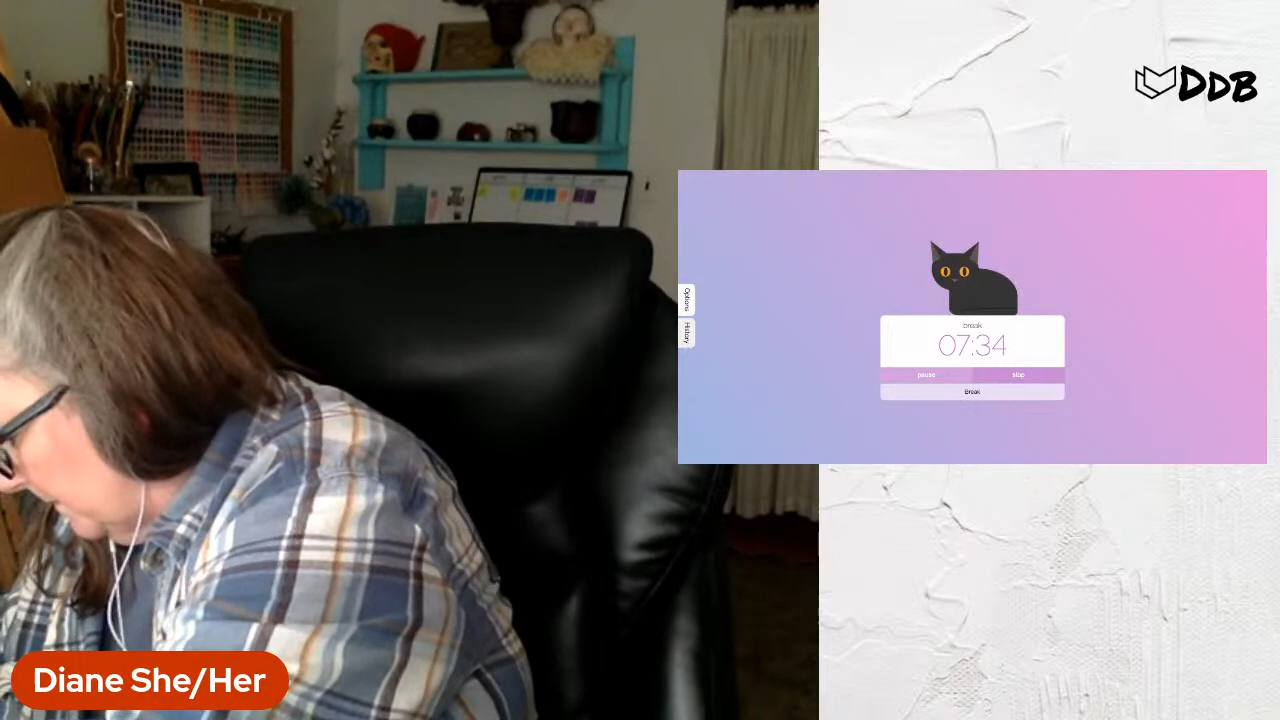 DDB
Options
History
break
07:34
pause
stop
Break
Diane She/Her